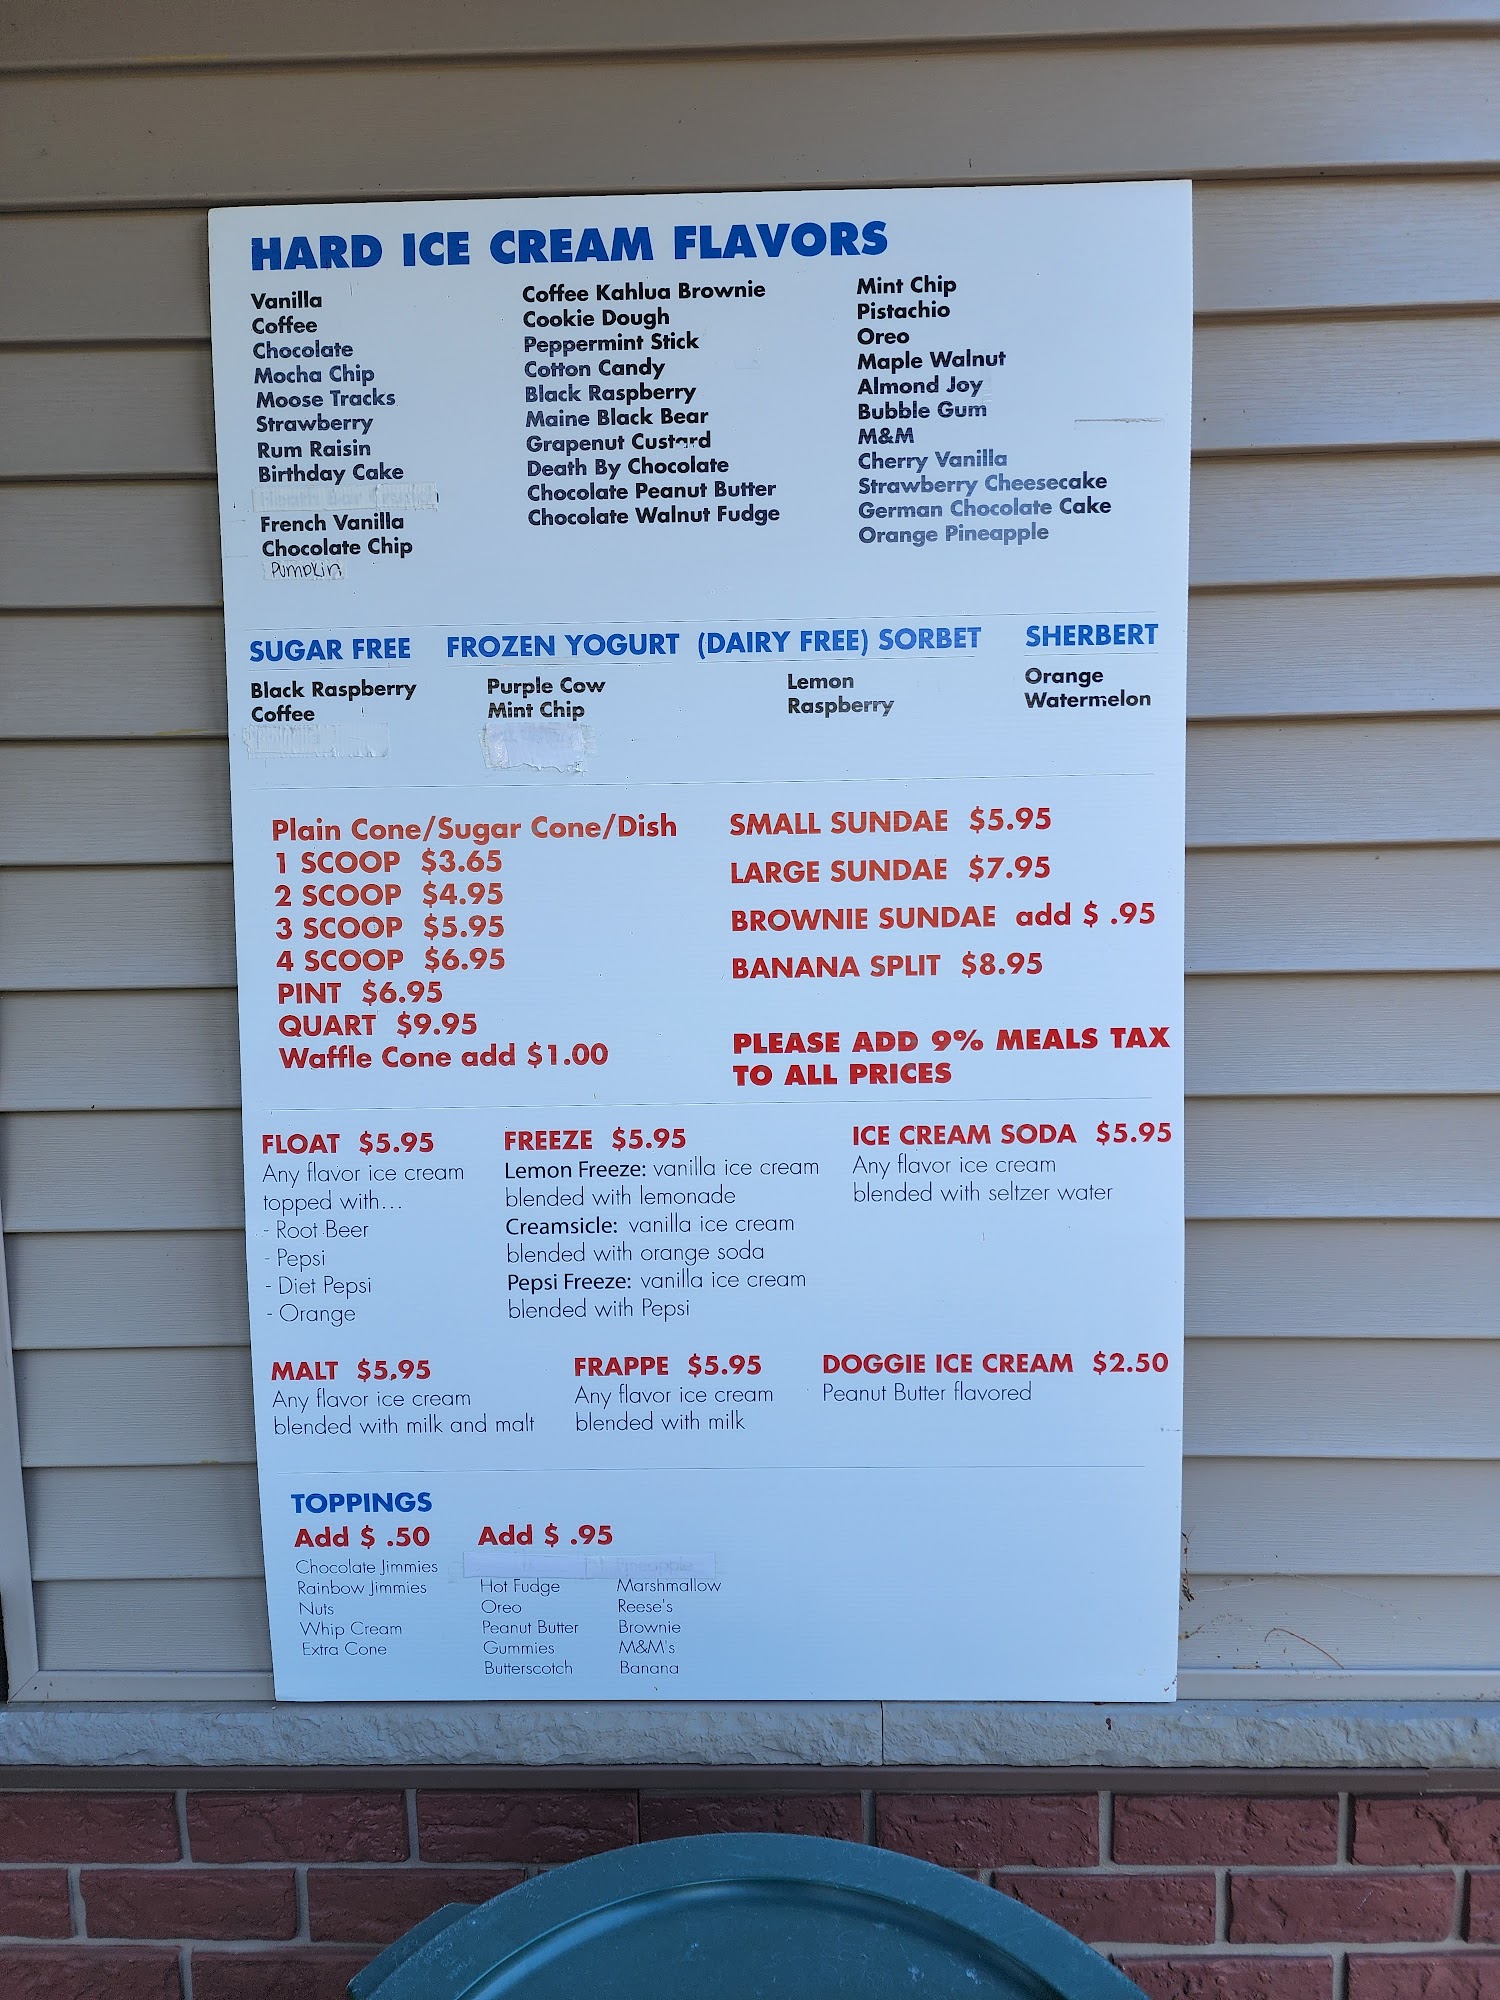 HARD ICE CREAM FLAVORS
Vanilla
Coffee
Chocolate
Mocha Chip
Moose Tracks
Strawberry
Rum Raisin
Birthday Cake
Heath Bar Crunch
French Vanilla
Chocolate Chip
Pumpkin
Coffee Kahlua Brownie
Cookie Dough
Peppermint Stick
Cotton Candy
Black Raspberry
Maine Black Bear
Grapenut Custard
Death By Chocolate
Chocolate Peanut Butter
Chocolate Walnut Fudge
Mint Chip
Pistachio
Oreo
Maple Walnut
Almond Joy
Bubble Gum
M&M
Cherry Vanilla
Strawberry Cheesecake
German Chocolate Cake
Orange Pineapple
SUGAR FREE
Black Raspberry
Coffee
FROZEN YOGURT
Purple Cow
Mint Chip
(DAIRY FREE) SORBET
Lemon
Raspberry
SHERBERT
Orange
Watermelon
Plain Cone/Sugar Cone/Dish
1 SCOOP $3.65
2 SCOOP $4.95
3 SCOOP $5.95
4 SCOOP $6.95
PINT $6.95
QUART $9.95
Waffle Cone add $1.00
SMALL SUNDAE $5.95
LARGE SUNDAE $7.95
BROWNIE SUNDAE add $ .95
BANANA SPLIT $8.95
PLEASE ADD 9% MEALS TAX
TO ALL PRICES
FLOAT $5.95
Any flavor ice cream
topped with...
- Root Beer
- Pepsi
- Diet Pepsi
- Orange
FREEZE $5.95
Lemon Freeze: vanilla ice cream
blended with lemonade
Creamsicle: vanilla ice cream
blended with orange soda
Pepsi Freeze: vanilla ice cream
blended with Pepsi
ICE CREAM SODA $5.95
Any flavor ice cream
blended with seltzer water
MALT $5.95
Any flavor ice cream
blended with milk and malt
FRAPPE $5.95
Any flavor ice cream
blended with milk
DOGGIE ICE CREAM $2.50
Peanut Butter flavored
TOPPINGS
Add $ .50
Chocolate Jimmies
Rainbow Jimmies
Nuts
Whip Cream
Extra Cone
Add $ .95
Hot Fudge
Oreo
Peanut Butter
Gummies
Butterscotch
Pineapple
Marshmallow
Reese's
Brownie
M&M's
Banana